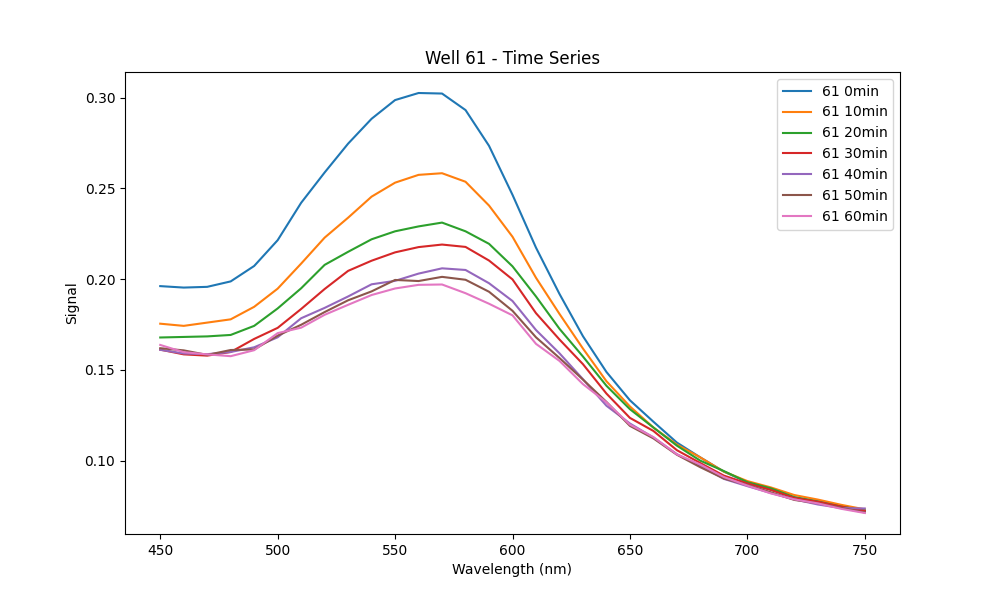 Well 61 - Time Series
Signal
0.30
0.25
0.20
0.15
0.10
450
500
550
600
650
700
750
Wavelength (nm)
61 0min
61 10min
61 20min
61 30min
61 40min
61 50min
61 60min